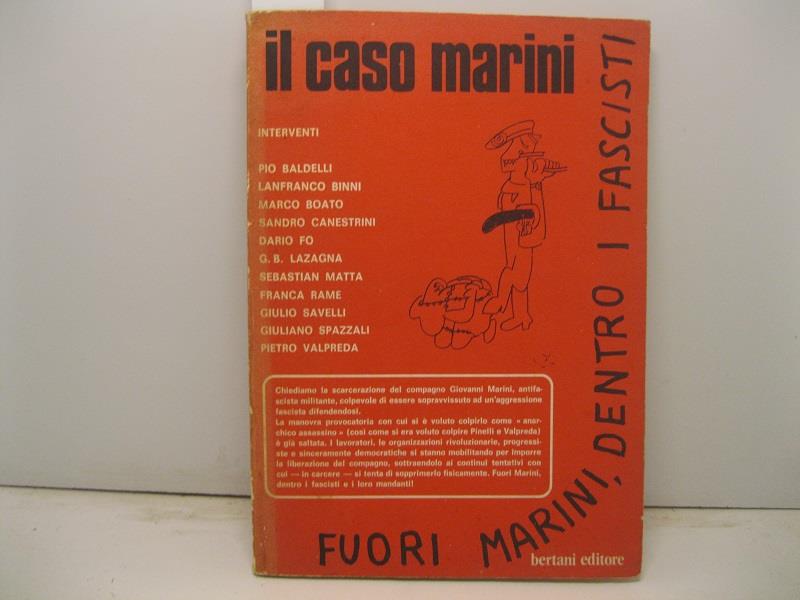 il caso marini
INTERVENTI
PIO BALDELLI
LANFRANCO BINNI
MARCO BOATO
SANDRO CANESTRINI
DARIO FO
G. B. LAZAGNA
SEBASTIAN MATTA
FRANCA RAME
GIULIO SAVELLI
GIULIANO SPAZZALI
PIETRO VALPREDA
Chiediamo la scarcerazione del compagno Giovanni Marini, antifa-
scista militante, colpevole di essere sopravvissuto ad un'aggressione
fascista difendendosi.
La manovra provocatoria con cui si è voluto colpirlo come « anar-
chico assassino » (così come si era voluto colpire Pinelli e Valpreda)
è già saltata. I lavoratori, le organizzazioni rivoluzionarie, progressi-
ste e sinceramente democratiche si stanno mobilitando per imporre
la liberazione del compagno, sottraendolo ai continui tentativi con
cui — in carcere — si tenta di sopprimerlo fisicamente. Fuori Marini,
dentro i fascisti e i loro mandanti!
FUORI MARINI, DENTRO I FASCISTI
bertani editore